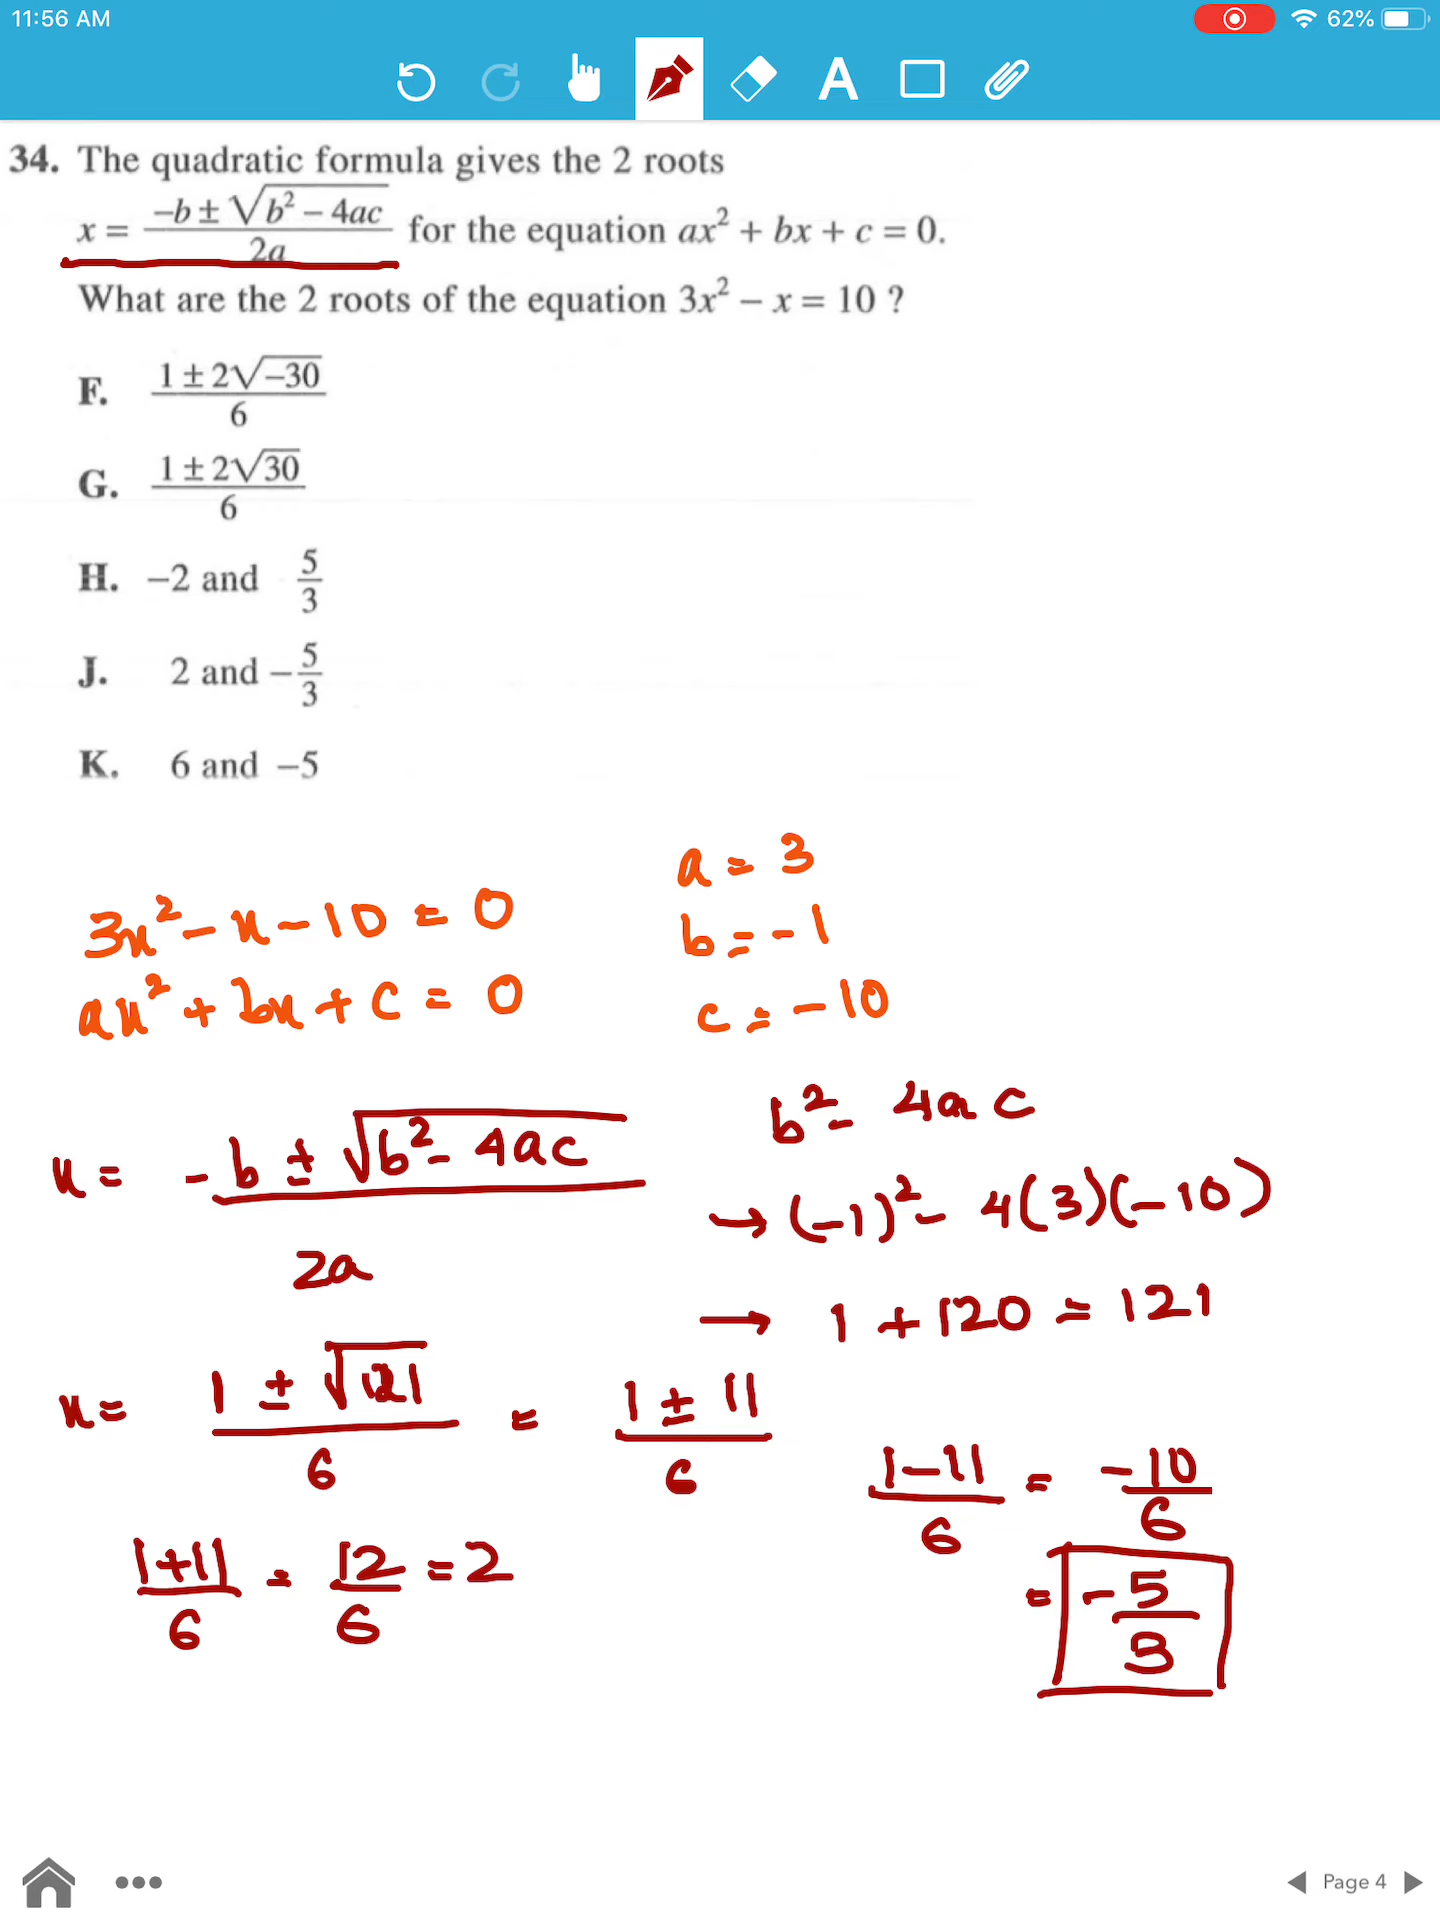 11:56 AM
62%
A
34. The quadratic formula gives the 2 roots
x = (−b ± √(b² − 4ac)) / 2a for the equation ax² + bx + c = 0.
What are the 2 roots of the equation 3x² − x = 10 ?
F. (1 ± 2√−30) / 6
G. (1 ± 2√30) / 6
H. −2 and 5/3
J. 2 and −5/3
K. 6 and −5
3x² − x − 10 = 0
ax² + bx + c = 0
a = 3
b = −1
c = −10
x = (−b ± √(b² − 4ac)) / 2a
b² − 4ac
→ (−1)² − 4(3)(−10)
→ 1 + 120 = 121
x = (1 ± √121) / 6 = (1 ± 11) / 6
(1+11) / 6 = 12/6 = 2
(1−11) / 6 = −10/6
= −5/3
Page 4